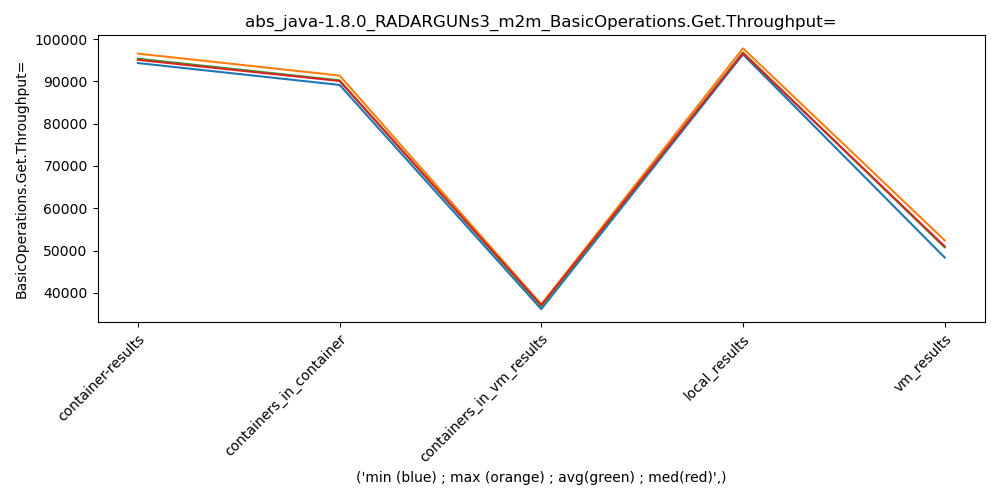 abs_java-1.8.0_RADARGUNs3_m2m_BasicOperations.Get.Throughput=
BasicOperations.Get.Throughput=
100000
90000
80000
70000
60000
50000
40000
container-results
containers_in_container
containers_in_vm_results
local_results
vm_results
('min (blue) ; max (orange) ; avg(green) ; med(red)',)